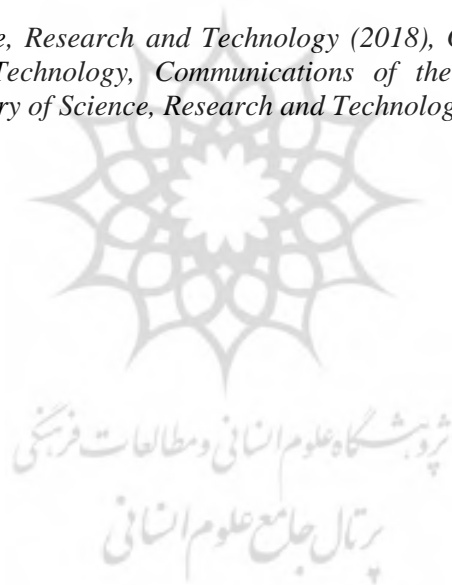 e, Research and Technology (2018), C
Technology, Communications of the
ry of Science, Research and Technolog
پژوهشگاه علوم انسانی و مطالعات فرهنگی
پرتال جامع علوم انسانی